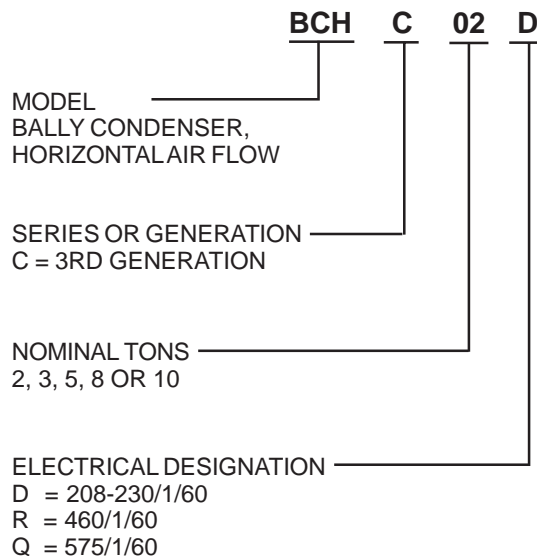 BCH C 02 D
MODEL
BALLY CONDENSER,
HORIZONTAL AIR FLOW
SERIES OR GENERATION
C = 3RD GENERATION
NOMINAL TONS
2, 3, 5, 8 OR 10
ELECTRICAL DESIGNATION
D = 208-230/1/60
R = 460/1/60
Q = 575/1/60